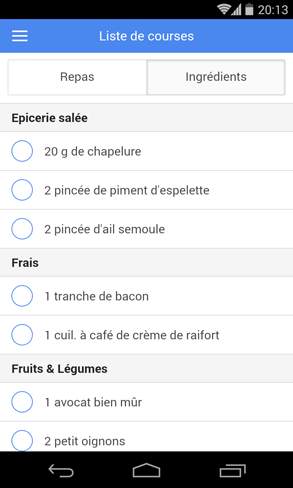 20:13
Liste de courses
Repas
Ingrédients
Epicerie salée
20 g de chapelure
2 pincée de piment d'espelette
2 pincée d'ail semoule
Frais
1 tranche de bacon
1 cuil. à café de crème de raifort
Fruits & Légumes
1 avocat bien mûr
2 petit oignons